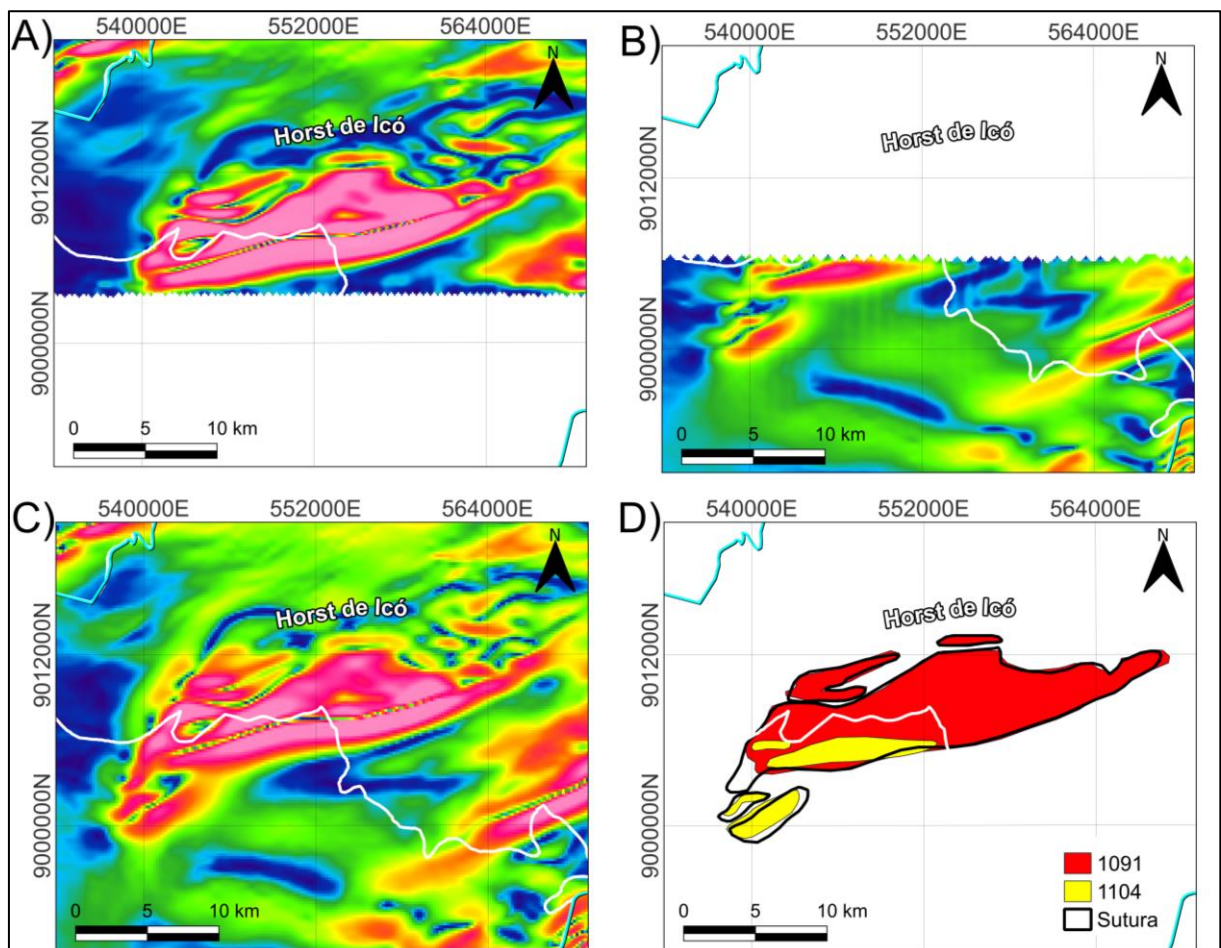 A)
540000E 552000E 564000E
N
Horst de Icó
9012000N
9000000N
0 5 10 km
B)
540000E 552000E 564000E
N
Horst de Icó
9012000N
9000000N
0 5 10 km
C)
540000E 552000E 564000E
N
Horst de Icó
9012000N
9000000N
0 5 10 km
D)
540000E 552000E 564000E
N
Horst de Icó
9012000N
9000000N
1091
1104
Sutura
0 5 10 km